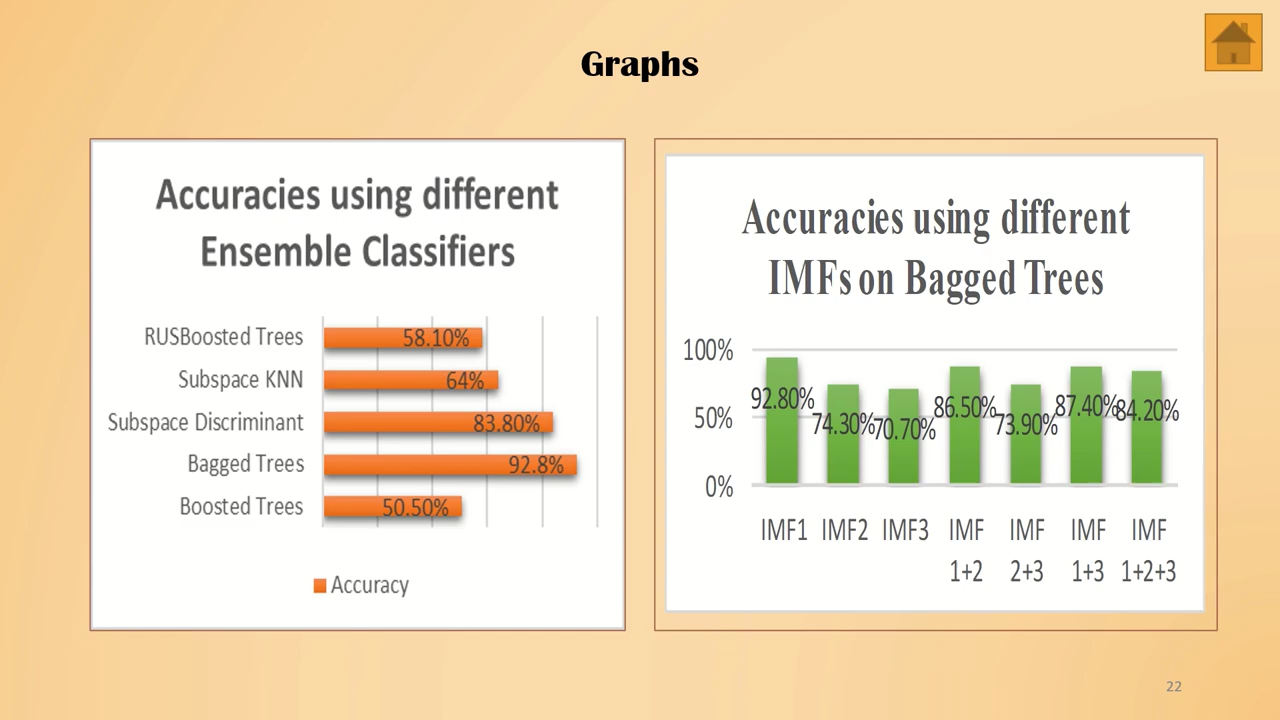 Graphs
Accuracies using different
Ensemble Classifiers
RUSBoosted Trees 58.10%
Subspace KNN 64%
Subspace Discriminant 83.80%
Bagged Trees 92.8%
Boosted Trees 50.50%
Accuracy
Accuracies using different
IMFs on Bagged Trees
100%
50%
0%
92.80% 74.30% 70.70% 86.50% 73.90% 87.40% 84.20%
IMF1 IMF2 IMF3 IMF IMF IMF IMF
1+2 2+3 1+3 1+2+3
22